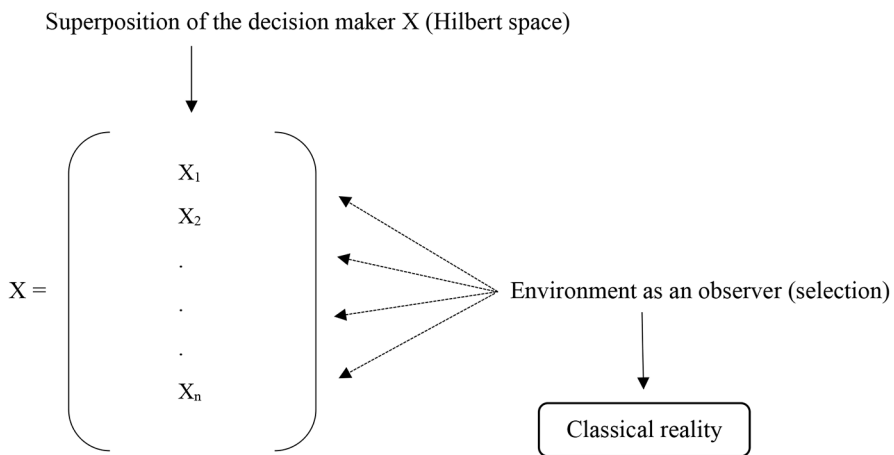 Superposition of the decision maker X (Hilbert space)
X₁
X₂
.
X =
.
.
Xₙ
Environment as an observer (selection)
Classical reality